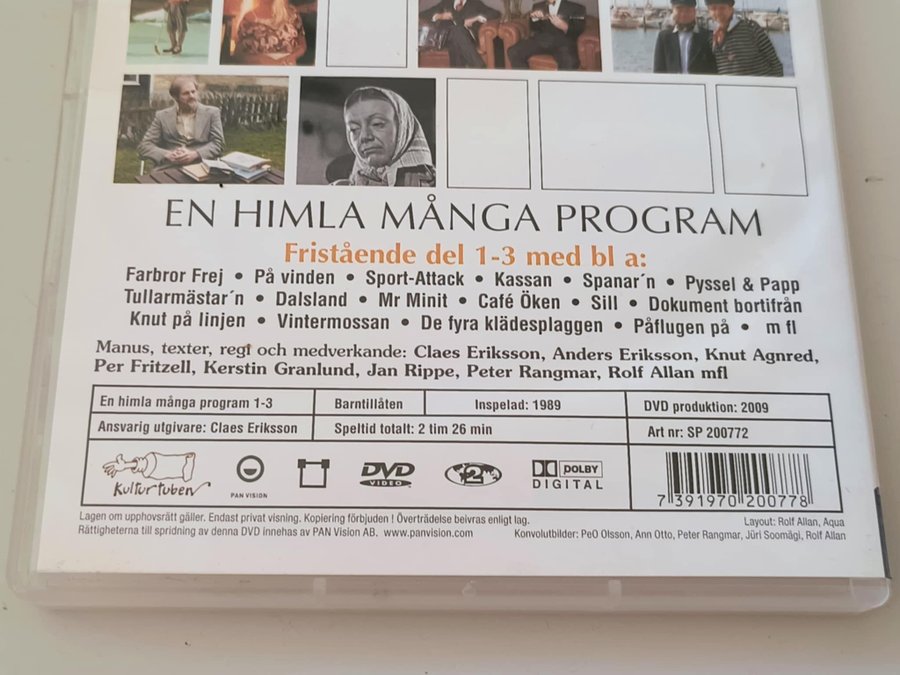 EN HIMLA MÅNGA PROGRAM
Fristående del 1-3 med bl a:
Farbror Frej • På vinden • Sport-Attack • Kassan • Spanar´n • Pyssel & Papp
Tullarmästar´n • Dalsland • Mr Minit • Café Öken • Sill • Dokument bortifrån
Knut på linjen • Vintermossan • De fyra klädesplaggen • Påflugen på • m fl
Manus, texter, regi och medverkande: Claes Eriksson, Anders Eriksson, Knut Agnred,
Per Fritzell, Kerstin Granlund, Jan Rippe, Peter Rangmar, Rolf Allan mfl
En himla många program 1-3 Barntillåten Inspelad: 1989 DVD produktion: 2009
Ansvarig utgivare: Claes Eriksson Speltid totalt: 2 tim 26 min Art nr: SP 200772
Kulturtuben PAN VISION DVD VIDEO 2 DOLBY DIGITAL
7 391970 200778
Lagen om upphovsrätt gäller. Endast privat visning. Kopiering förbjuden ! Överträdelse beivras enligt lag.
Rättigheterna till spridning av denna DVD innehas av PAN Vision AB. www.panvision.com
Layout: Rolf Allan, Aqua
Konvolutbilder: PeO Olsson, Ann Otto, Peter Rangmar, Jüri Soomägi, Rolf Allan